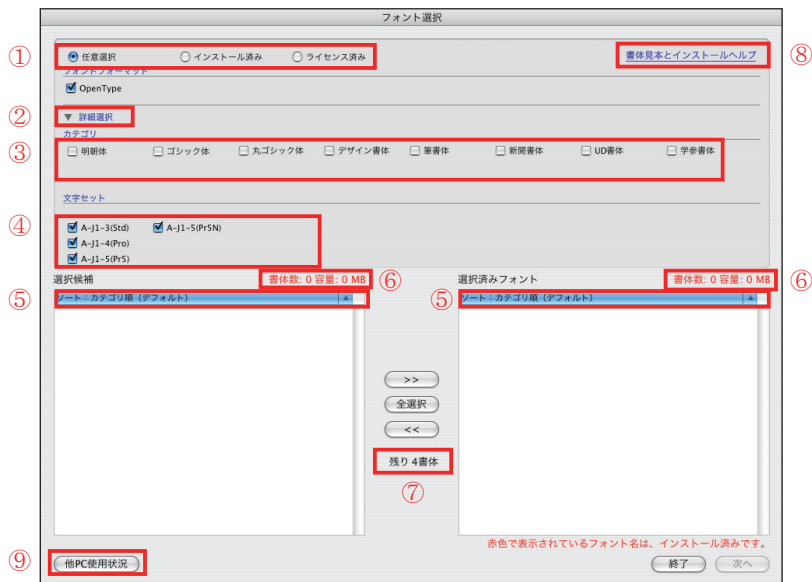 フォント選択
① 任意選択 インストール済み ライセンス済み 書体見本とインストールヘルプ ⑧
フォントフォーマット
OpenType
② ▼ 詳細選択
カテゴリ
③ 明朝体 ゴシック体 丸ゴシック体 デザイン書体 筆書体 新聞書体 UD書体 学参書体
文字セット
④ A-J1-3(Std) A-J1-5(Pr5N)
A-J1-4(Pro)
A-J1-5(Pr5)
選択候補 書体数: 0 容量: 0 MB ⑥ 選択済みフォント 書体数: 0 容量: 0 MB ⑥
⑤ ソート：カテゴリ順（デフォルト） ▲ ⑤ ソート：カテゴリ順（デフォルト） ▲
>>
全選択
<<
残り 4書体
⑦
赤色で表示されているフォント名は、インストール済みです。
⑨ 他PC使用状況 終了 次へ